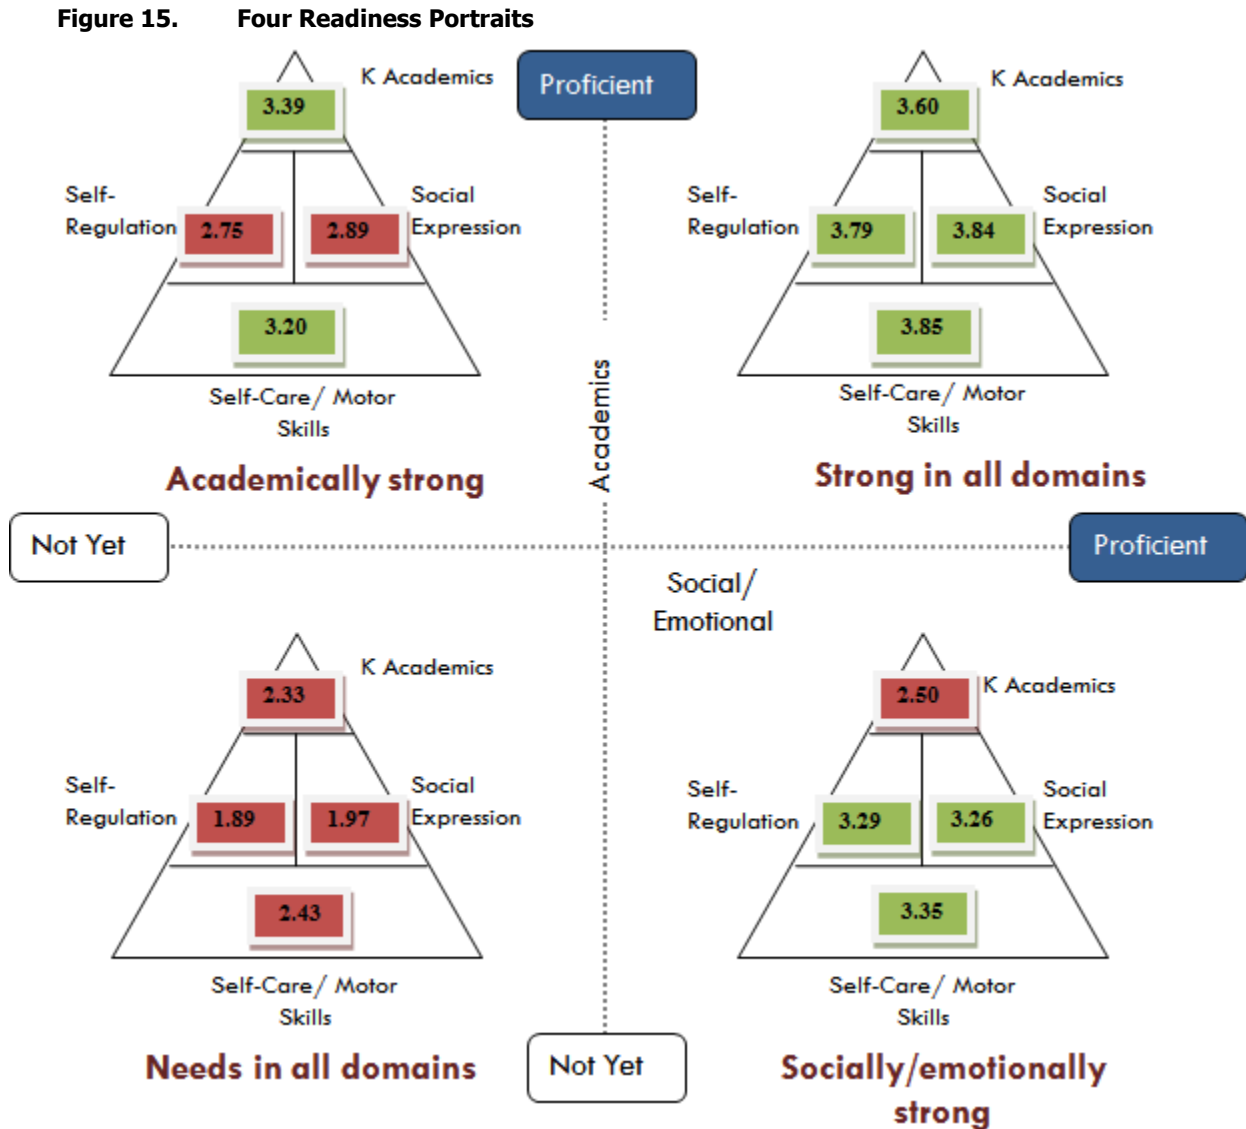 Figure 15. Four Readiness Portraits
K Academics
3.39
Self-
Regulation
2.75
2.89
Social
Expression
3.20
Self-Care/ Motor
Skills
Academically strong
Proficient
Academics
K Academics
3.60
Self-
Regulation
3.79
3.84
Social
Expression
3.85
Self-Care/ Motor
Skills
Strong in all domains
Not Yet
Proficient
Social/
Emotional
K Academics
2.33
Self-
Regulation
1.89
1.97
Social
Expression
2.43
Self-Care/ Motor
Skills
Needs in all domains
Not Yet
K Academics
2.50
Self-
Regulation
3.29
3.26
Social
Expression
3.35
Self-Care/ Motor
Skills
Socially/emotionally
strong